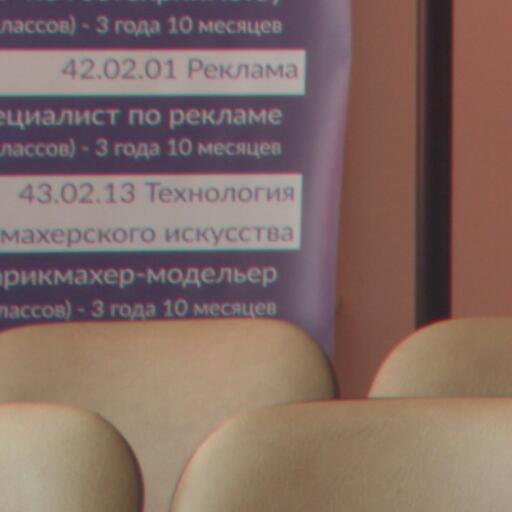 лассов) - 3 года 10 месяцев
42.02.01 Реклама
ециалист по рекламе
лассов) - 3 года 10 месяцев
43.02.13 Технология
махерского искусства
арикмахер-модельер
лассов) - 3 года 10 месяцев